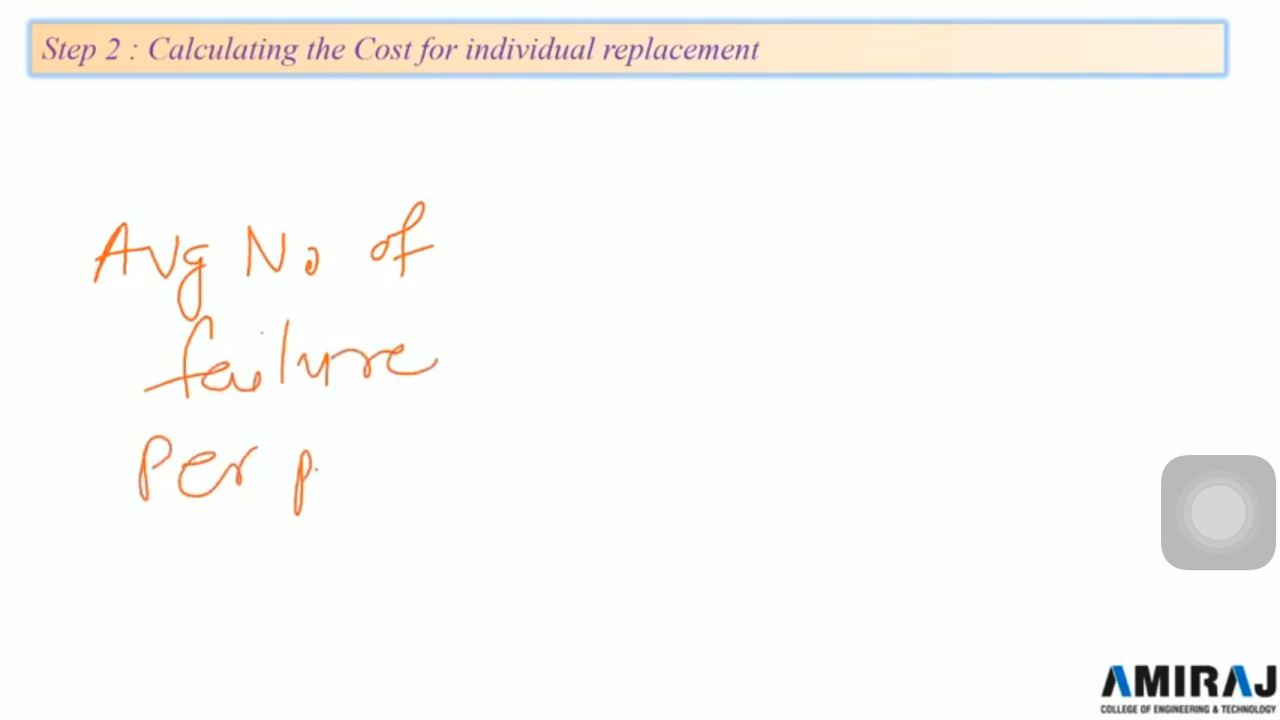 Step 2 : Calculating the Cost for individual replacement
Avg No of
failure
Per p
AMIRAJ
COLLEGE OF ENGINEERING & TECHNOLOGY